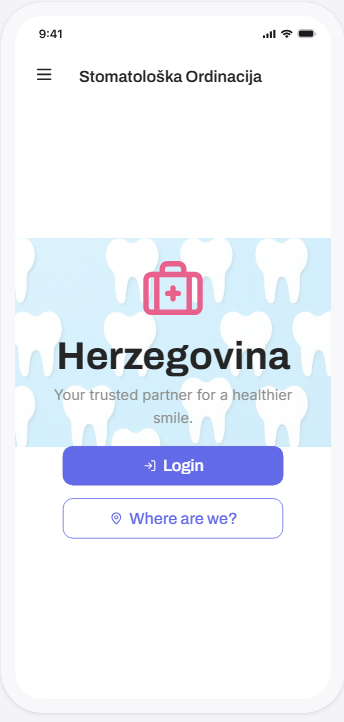 9:41
Stomatološka Ordinacija
Herzegovina
Your trusted partner for a healthier
smile.
Login
Where are we?